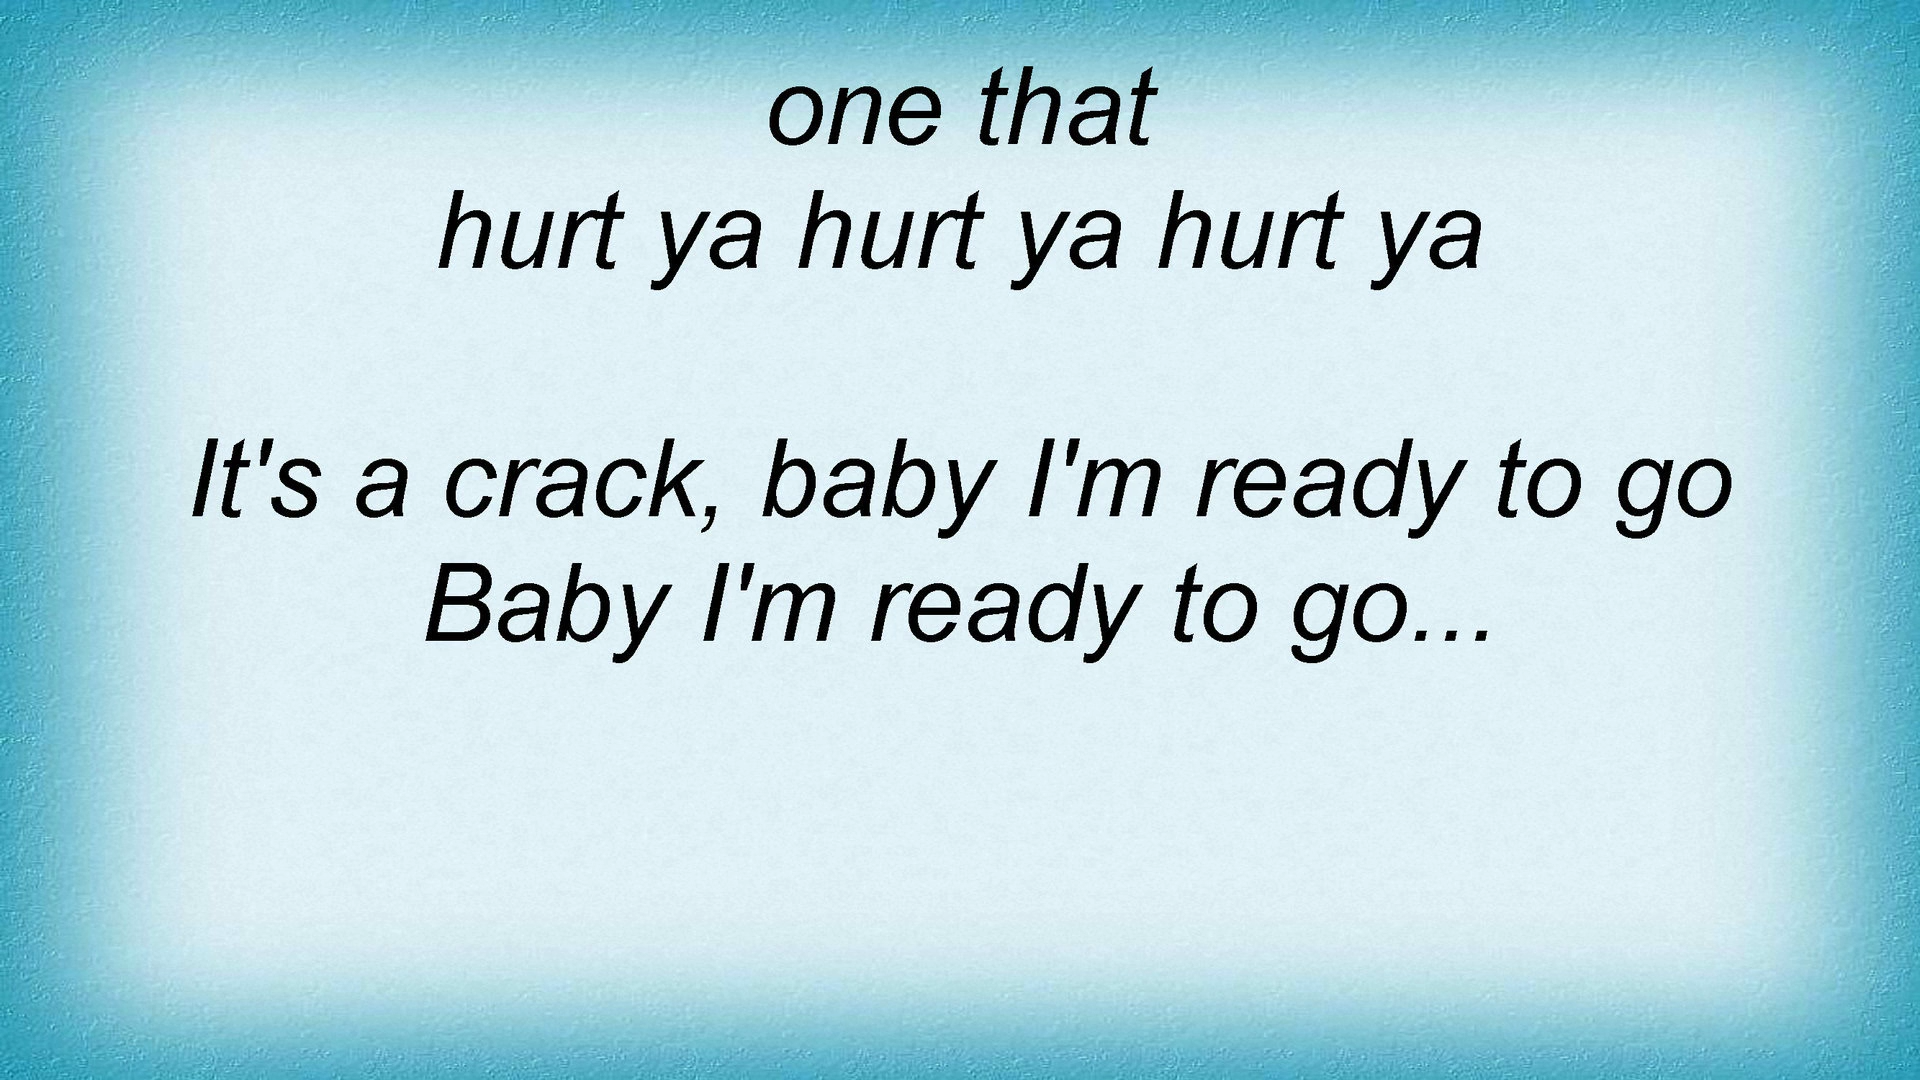 one that
hurt ya hurt ya hurt ya
It's a crack, baby I'm ready to go
Baby I'm ready to go...